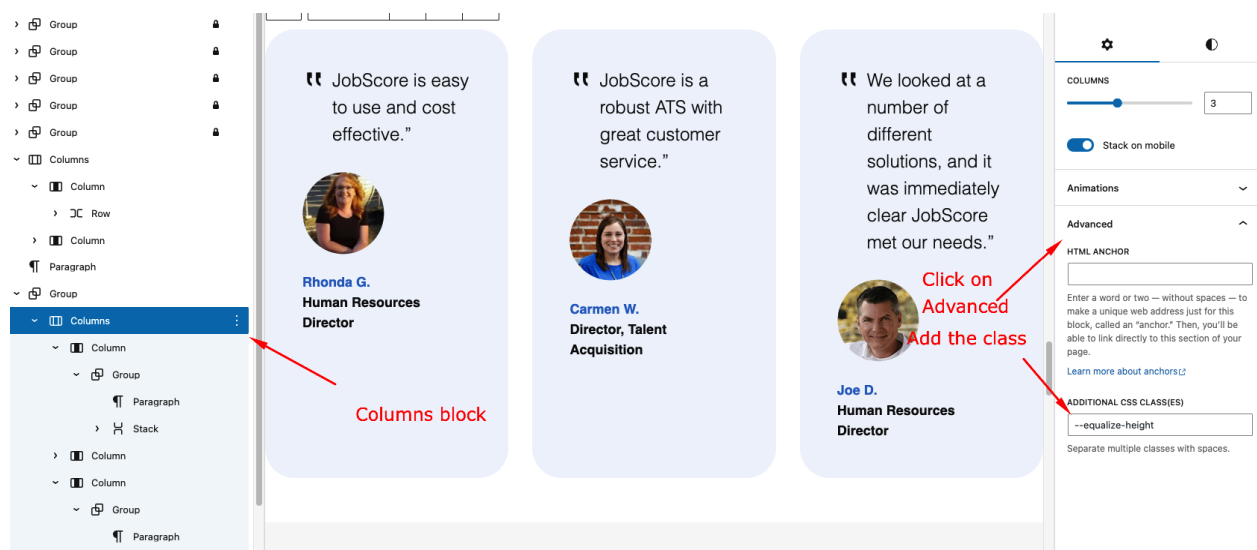 Group
Group
Group
Group
Group
Columns
Column
Row
Column
Paragraph
Group
Columns
Column
Group
Paragraph
Stack
Column
Column
Group
Paragraph
" JobScore is easy
to use and cost
effective.”
Rhonda G.
Human Resources
Director
" JobScore is a
robust ATS with
great customer
service.”
Carmen W.
Director, Talent
Acquisition
" We looked at a
number of
different
solutions, and it
was immediately
clear JobScore
met our needs.”
Joe D.
Human Resources
Director
Columns block
Click on
Advanced
Add the class
COLUMNS
3
Stack on mobile
Animations
Advanced
HTML ANCHOR
Enter a word or two — without spaces — to
make a unique web address just for this
block, called an “anchor.” Then, you’ll be
able to link directly to this section of your
page.
Learn more about anchors
ADDITIONAL CSS CLASS(ES)
--equalize-height
Separate multiple classes with spaces.